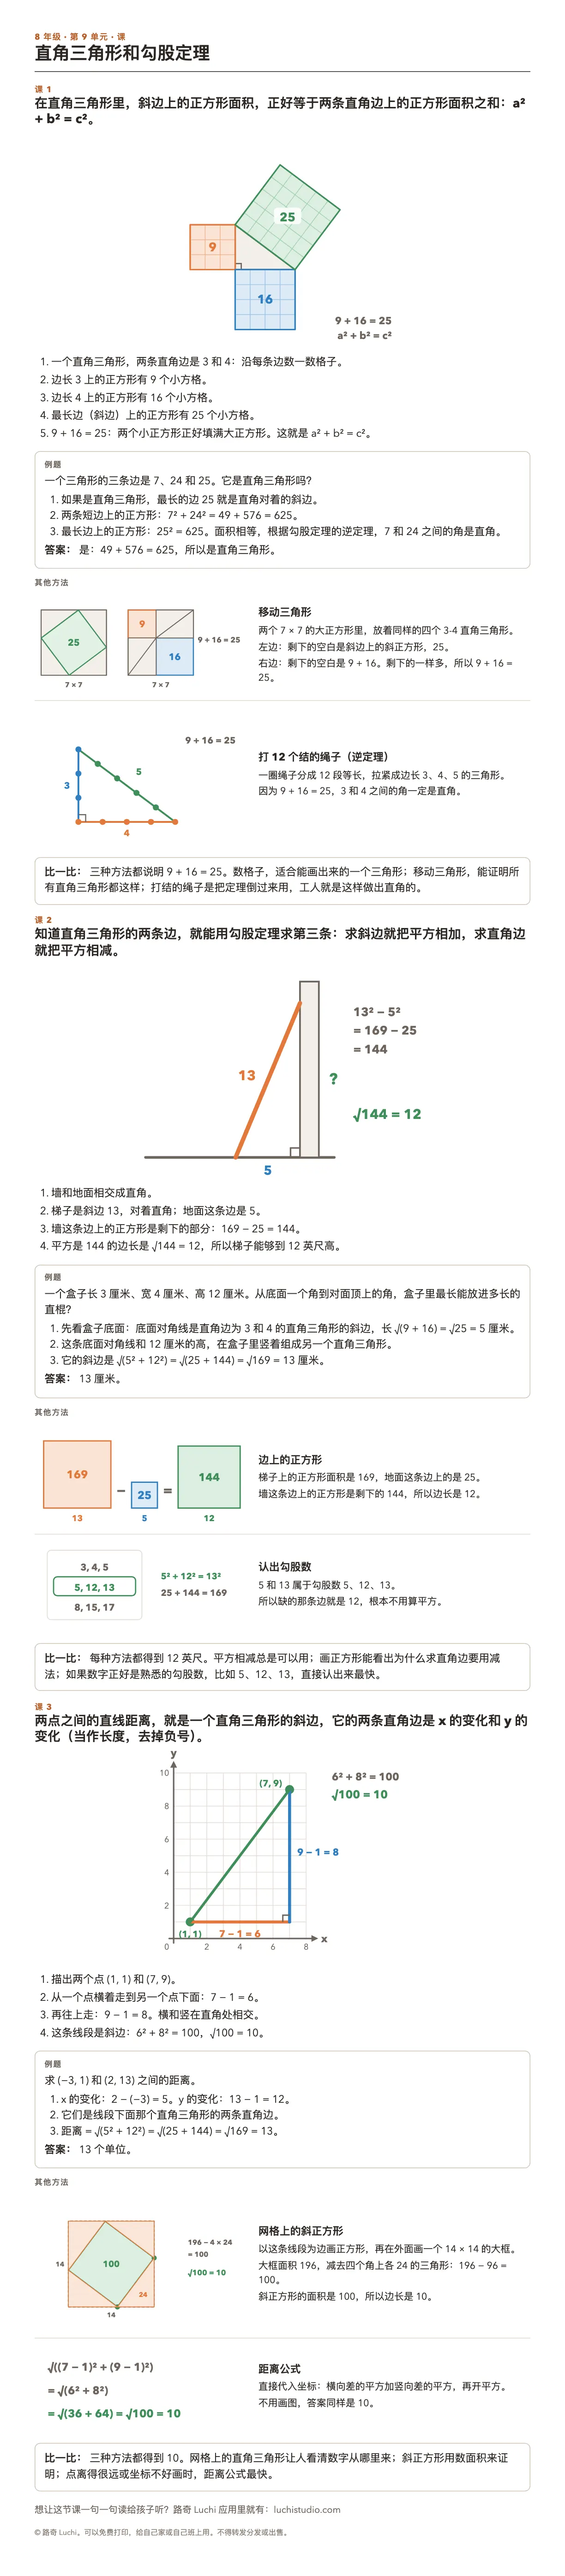 8 年级 · 第 9 单元 · 课
直角三角形和勾股定理
课 1
在直角三角形里，斜边上的正方形面积，正好等于两条直角边上的正方形面积之和：a²
+ b² = c²。
25
9
16
9 + 16 = 25
a² + b² = c²
1. 一个直角三角形，两条直角边是 3 和 4：沿每条边数一数格子。
2. 边长 3 上的正方形有 9 个小方格。
3. 边长 4 上的正方形有 16 个小方格。
4. 最长边（斜边）上的正方形有 25 个小方格。
5. 9 + 16 = 25：两个小正方形正好填满大正方形。这就是 a² + b² = c²。
例题
一个三角形的三条边是 7、24 和 25。它是直角三角形吗？
1. 如果是直角三角形，最长的边 25 就是直角对着的斜边。
2. 两条短边上的正方形：7² + 24² = 49 + 576 = 625。
3. 最长边上的正方形：25² = 625。面积相等，根据勾股定理的逆定理，7 和 24 之间的角是直角。
答案： 是：49 + 576 = 625，所以是直角三角形。
其他方法
25
7 × 7
9
16
7 × 7
9 + 16 = 25
移动三角形
两个 7 × 7 的大正方形里，放着同样的四个 3-4 直角三角形。
左边：剩下的空白是斜边上的斜正方形，25。
右边：剩下的空白是 9 + 16。剩下的一样多，所以 9 + 16 =
25。
9 + 16 = 25
3
5
4
打 12 个结的绳子（逆定理）
一圈绳子分成 12 段等长，拉紧成边长 3、4、5 的三角形。
因为 9 + 16 = 25，3 和 4 之间的角一定是直角。
比一比： 三种方法都说明 9 + 16 = 25。数格子，适合能画出来的一个三角形；移动三角形，能证明所
有直角三角形都这样；打结的绳子是把定理倒过来用，工人就是这样做出直角的。
课 2
知道直角三角形的两条边，就能用勾股定理求第三条：求斜边就把平方相加，求直角边
就把平方相减。
13
?
5
13² − 5²
= 169 − 25
= 144
√144 = 12
1. 墙和地面相交成直角。
2. 梯子是斜边 13，对着直角；地面这条边是 5。
3. 墙这条边上的正方形是剩下的部分：169 − 25 = 144。
4. 平方是 144 的边长是 √144 = 12，所以梯子能够到 12 英尺高。
例题
一个盒子长 3 厘米、宽 4 厘米、高 12 厘米。从底面一个角到对面顶上的角，盒子里最长能放进多长的
直棍？
1. 先看盒子底面：底面对角线是直角边为 3 和 4 的直角三角形的斜边，长 √(9 + 16) = √25 = 5 厘米。
2. 这条底面对角线和 12 厘米的高，在盒子里竖着组成另一个直角三角形。
3. 它的斜边是 √(5² + 12²) = √(25 + 144) = √169 = 13 厘米。
答案： 13 厘米。
其他方法
169
−
25
=
144
13
5
12
边上的正方形
梯子上的正方形面积是 169，地面这条边上的是 25。
墙这条边上的正方形是剩下的 144，所以边长是 12。
3, 4, 5
5, 12, 13
8, 15, 17
5² + 12² = 13²
25 + 144 = 169
认出勾股数
5 和 13 属于勾股数 5、12、13。
所以缺的那条边就是 12，根本不用算平方。
比一比： 每种方法都得到 12 英尺。平方相减总是可以用；画正方形能看出为什么求直角边要用减
法；如果数字正好是熟悉的勾股数，比如 5、12、13，直接认出来最快。
课 3
两点之间的直线距离，就是一个直角三角形的斜边，它的两条直角边是 x 的变化和 y 的
变化（当作长度，去掉负号）。
y
10
8
6
4
2
0
2
4
6
8
x
(7, 9)
(1, 1)
7 − 1 = 6
9 − 1 = 8
6² + 8² = 100
√100 = 10
1. 描出两个点 (1, 1) 和 (7, 9)。
2. 从一个点横着走到另一个点下面：7 − 1 = 6。
3. 再往上走：9 − 1 = 8。横和竖在直角处相交。
4. 这条线段是斜边：6² + 8² = 100，√100 = 10。
例题
求 (−3, 1) 和 (2, 13) 之间的距离。
1. x 的变化：2 − (−3) = 5。y 的变化：13 − 1 = 12。
2. 它们是线段下面那个直角三角形的两条直角边。
3. 距离 = √(5² + 12²) = √(25 + 144) = √169 = 13。
答案： 13 个单位。
其他方法
14
100
24
14
196 − 4 × 24
= 100
√100 = 10
网格上的斜正方形
以这条线段为边画正方形，再在外面画一个 14 × 14 的大框。
大框面积 196，减去四个角上各 24 的三角形：196 − 96 =
100。
斜正方形的面积是 100，所以边长是 10。
√((7 − 1)² + (9 − 1)²)
= √(6² + 8²)
= √(36 + 64) = √100 = 10
距离公式
直接代入坐标：横向差的平方加竖向差的平方，再开平方。
不用画图，答案同样是 10。
比一比： 三种方法都得到 10。网格上的直角三角形让人看清数字从哪里来；斜正方形用数面积来证
明；点离得很远或坐标不好画时，距离公式最快。
想让这节课一句一句读给孩子听？路奇 Luchi 应用里就有：luchistudio.com
© 路奇 Luchi。可以免费打印，给自己家或自己班上用。不得转发分发或出售。